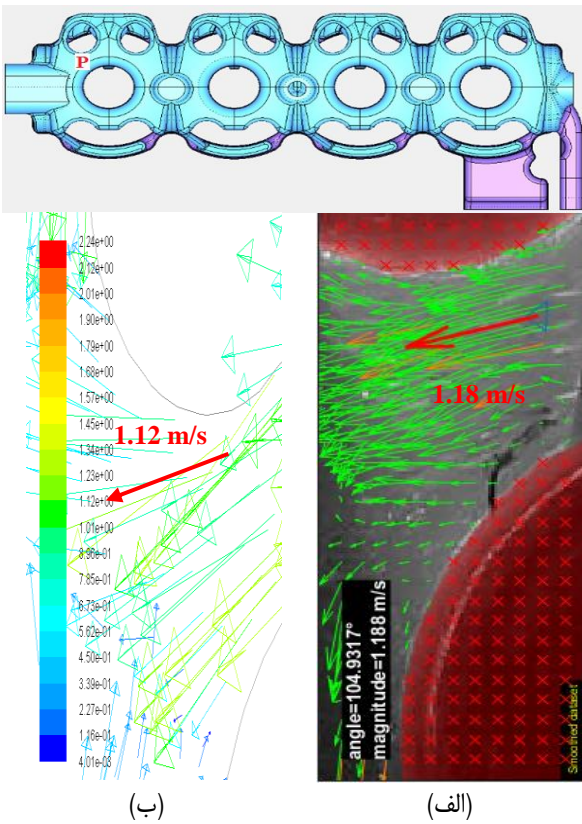 P
2.24e+00
2.12e+00
2.01e+00
1.90e+00
1.79e+00
1.68e+00
1.57e+00
1.45e+00
1.34e+00
1.23e+00
1.12e+00
1.01e+00
8.96e-01
7.85e-01
6.73e-01
5.62e-01
4.50e-01
3.39e-01
2.27e-01
1.16e-01
4.01e-03
1.12 m/s
1.18 m/s
angle=104.9317°
magnitude=1.188 m/s
Smoothed dataset
(الف)
(ب)